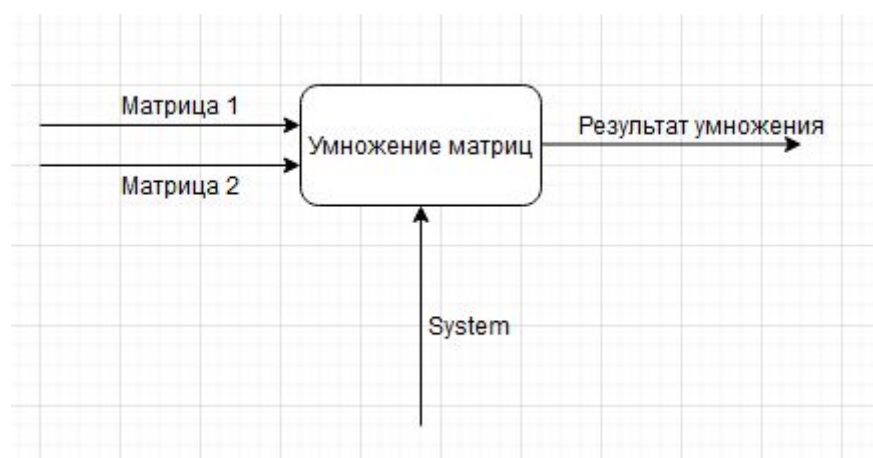 Матрица 1
Умножение матриц
Результат умножения
Матрица 2
System